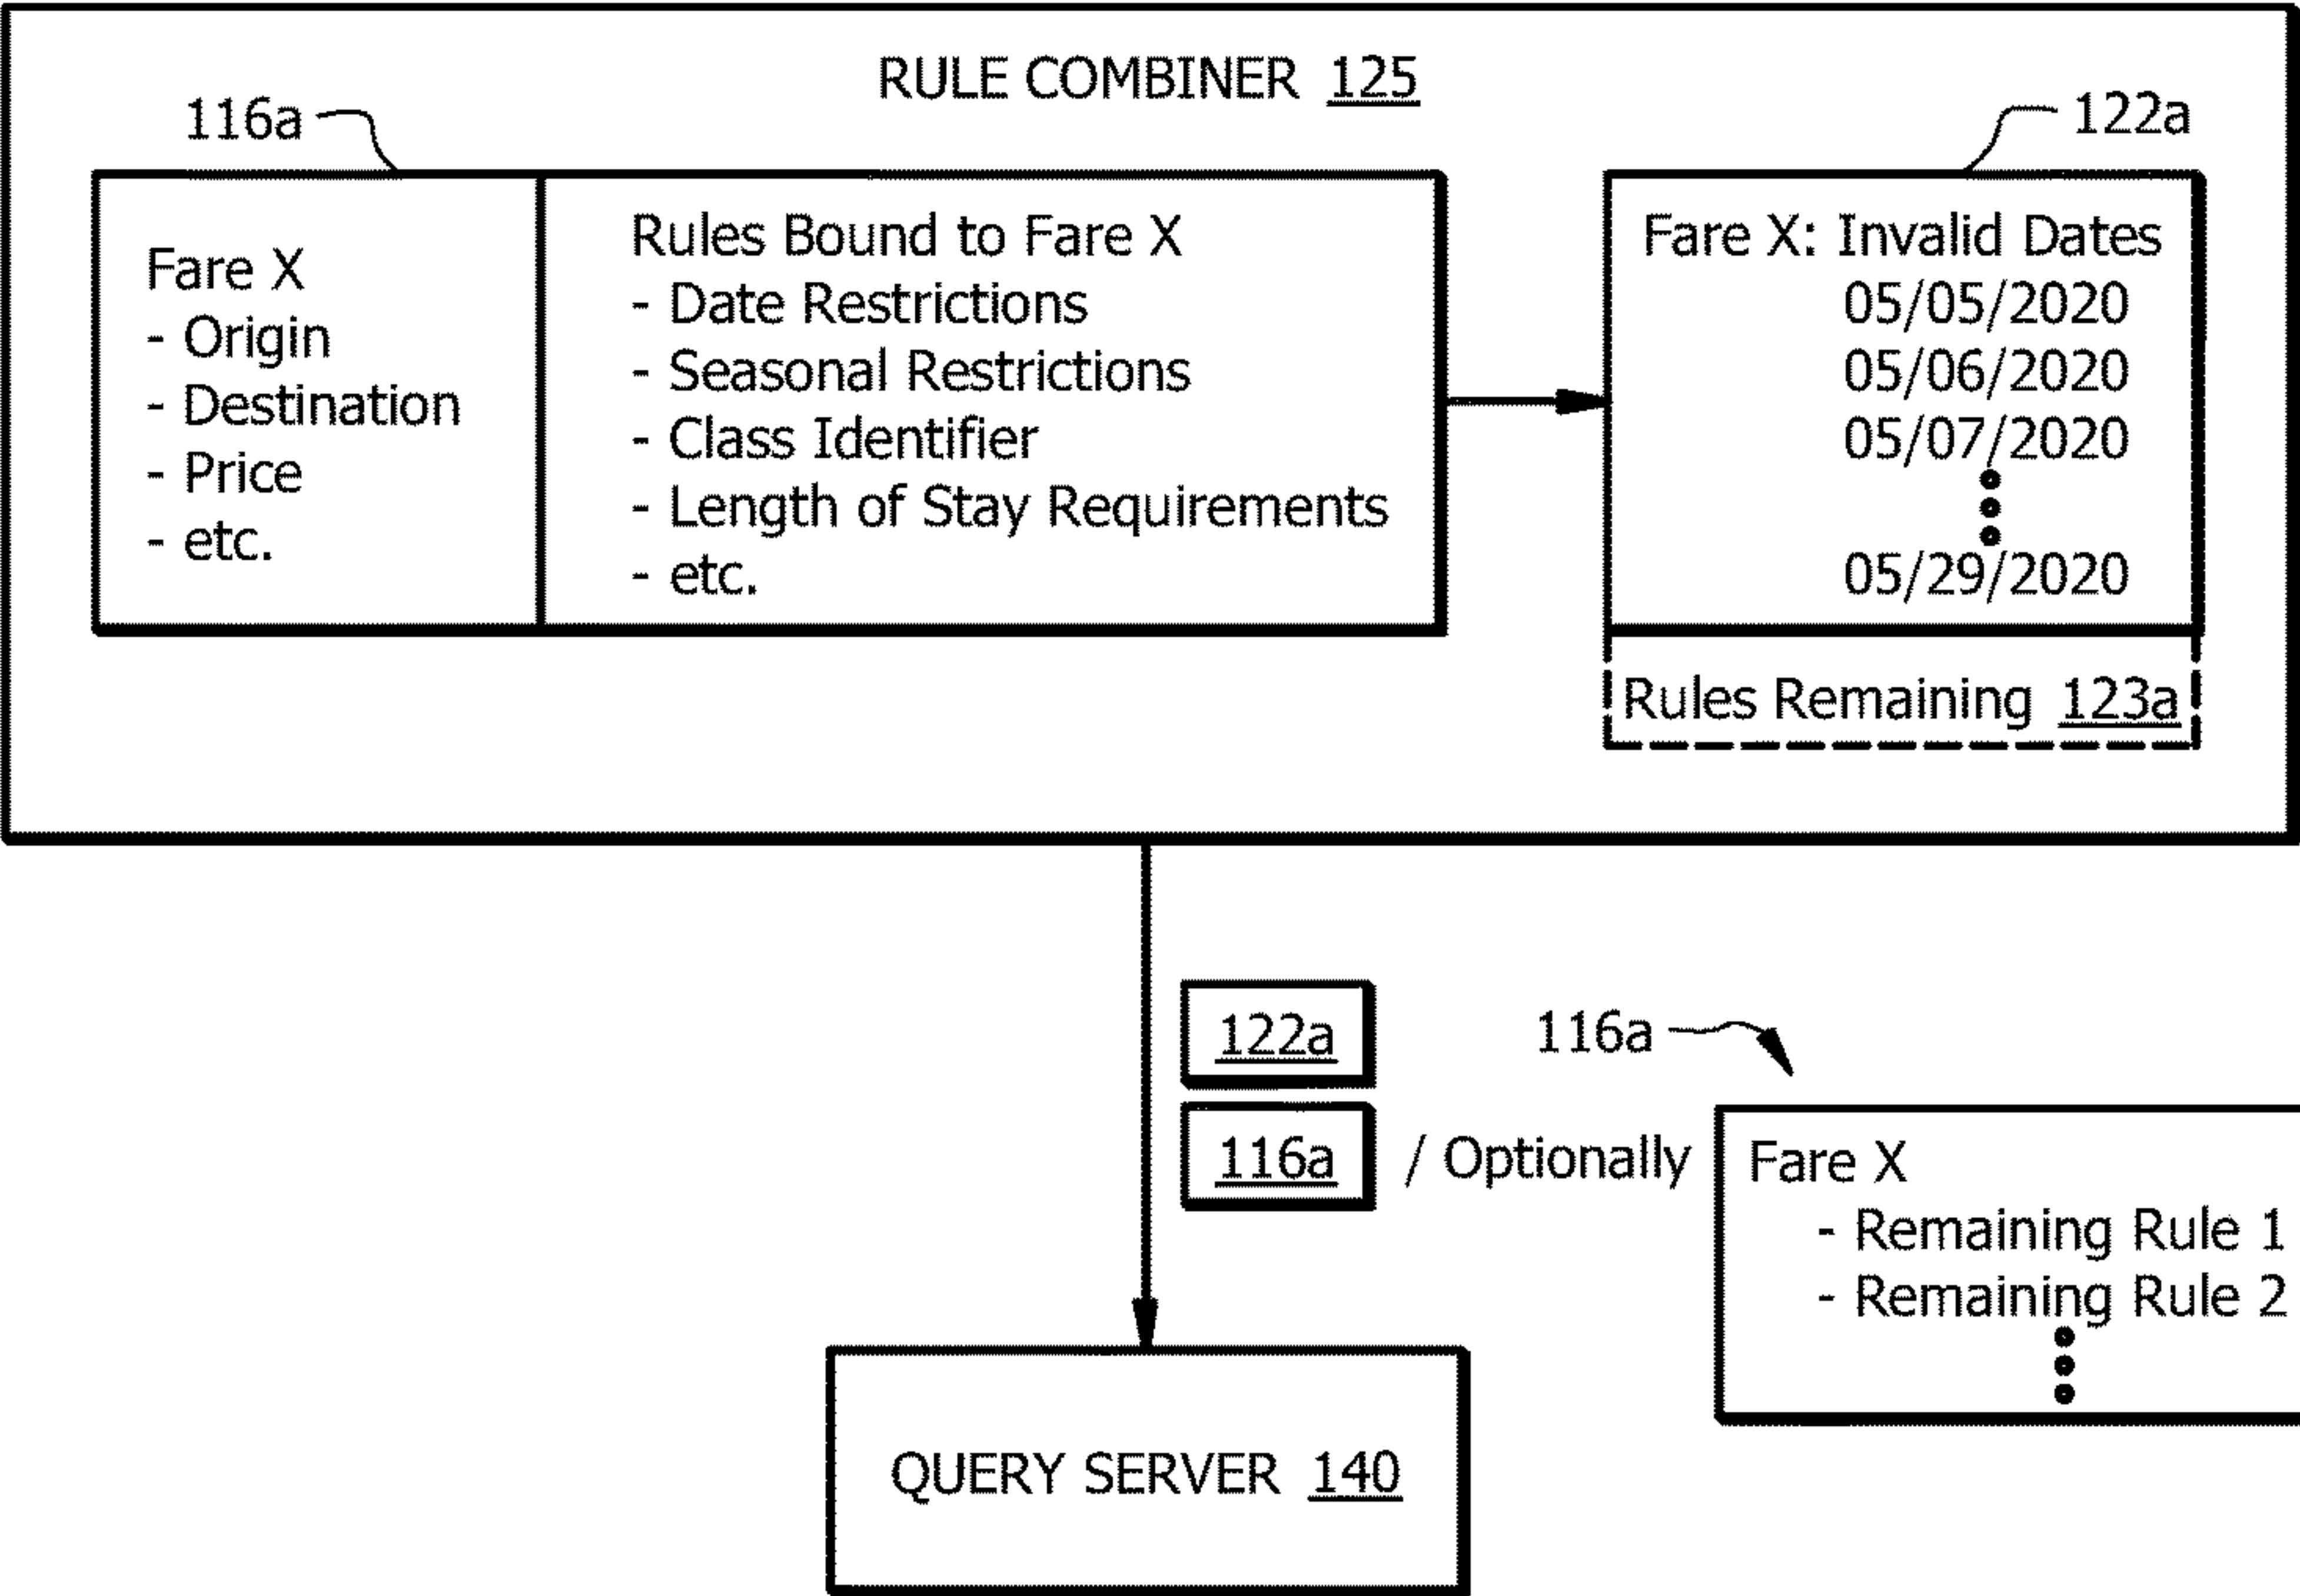 RULE COMBINER 125
116a
122a
Fare X
- Origin
- Destination
- Price
- etc.
Rules Bound to Fare X
- Date Restrictions
- Seasonal Restrictions
- Class Identifier
- Length of Stay Requirements
- etc.
Fare X: Invalid Dates
05/05/2020
05/06/2020
05/07/2020
05/29/2020
Rules Remaining 123a
122a
116a / Optionally
116a
Fare X
- Remaining Rule 1
- Remaining Rule 2
QUERY SERVER 140